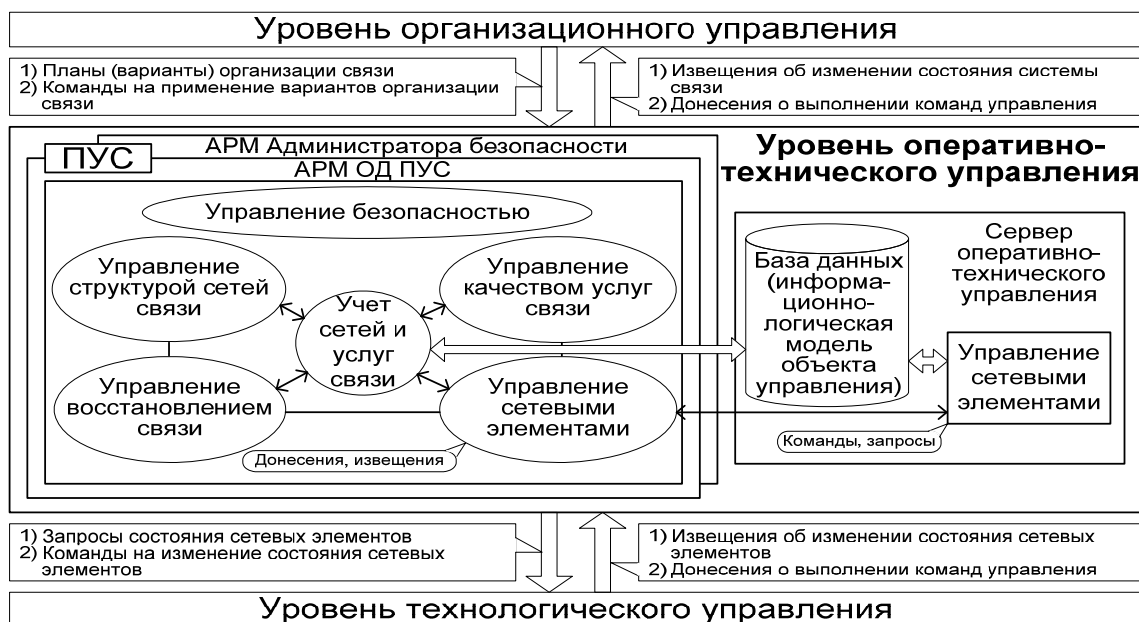 Уровень организационного управления
1) Планы (варианты) организации связи
2) Команды на применение вариантов организации
связи
1) Извещения об изменении состояния системы
связи
2) Донесения о выполнении команд управления
АРМ Администратора безопасности
ПУС
АРМ ОД ПУС
Уровень оперативно-
технического управления
Управление безопасностью
Управление
структурой сетей
связи
Управление
качеством услуг
связи
Учет
сетей и
услуг
связи
Управление
восстановлением
связи
Управление
сетевыми
элементами
Донесения, извещения
База данных
(информа-
ционно-
логическая
модель
объекта
управления)
Сервер
оперативно-
технического
управления
Управление
сетевыми
элементами
Команды, запросы
1) Запросы состояния сетевых элементов
2) Команды на изменение состояния сетевых
элементов
1) Извещения об изменении состояния сетевых
элементов
2) Донесения о выполнении команд управления
Уровень технологического управления